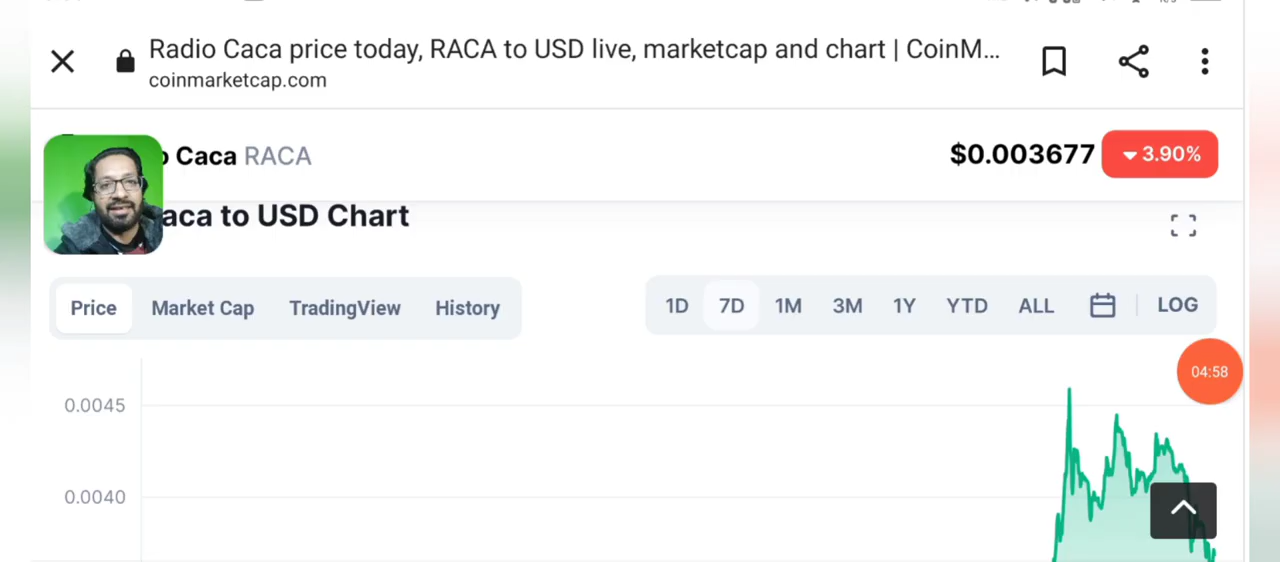 Radio Caca price today, RACA to USD live, marketcap and chart | CoinM...
coinmarketcap.com
Caca RACA
$0.003677 3.90%
to USD Chart
Price Market Cap TradingView History
1D 7D 1M 3M 1Y YTD ALL LOG
04:58
0.0045
0.0040